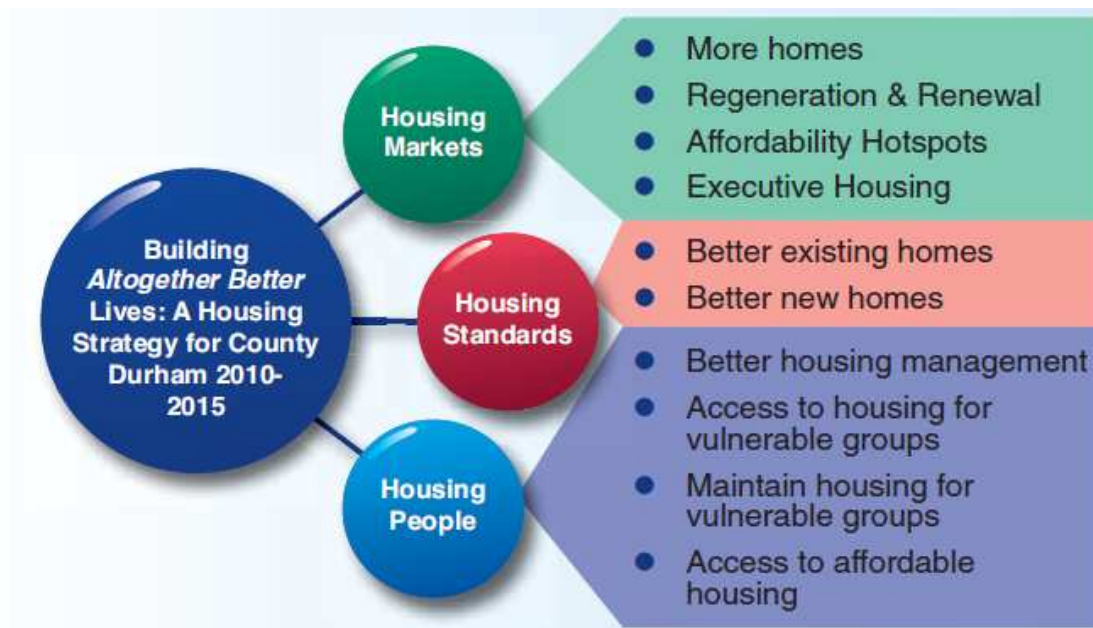 Building
Altogether Better
Lives: A Housing
Strategy for County
Durham 2010-
2015
Housing
Markets
More homes
Regeneration & Renewal
Affordability Hotspots
Executive Housing
Housing
Standards
Better existing homes
Better new homes
Housing
People
Better housing management
Access to housing for
vulnerable groups
Maintain housing for
vulnerable groups
Access to affordable
housing